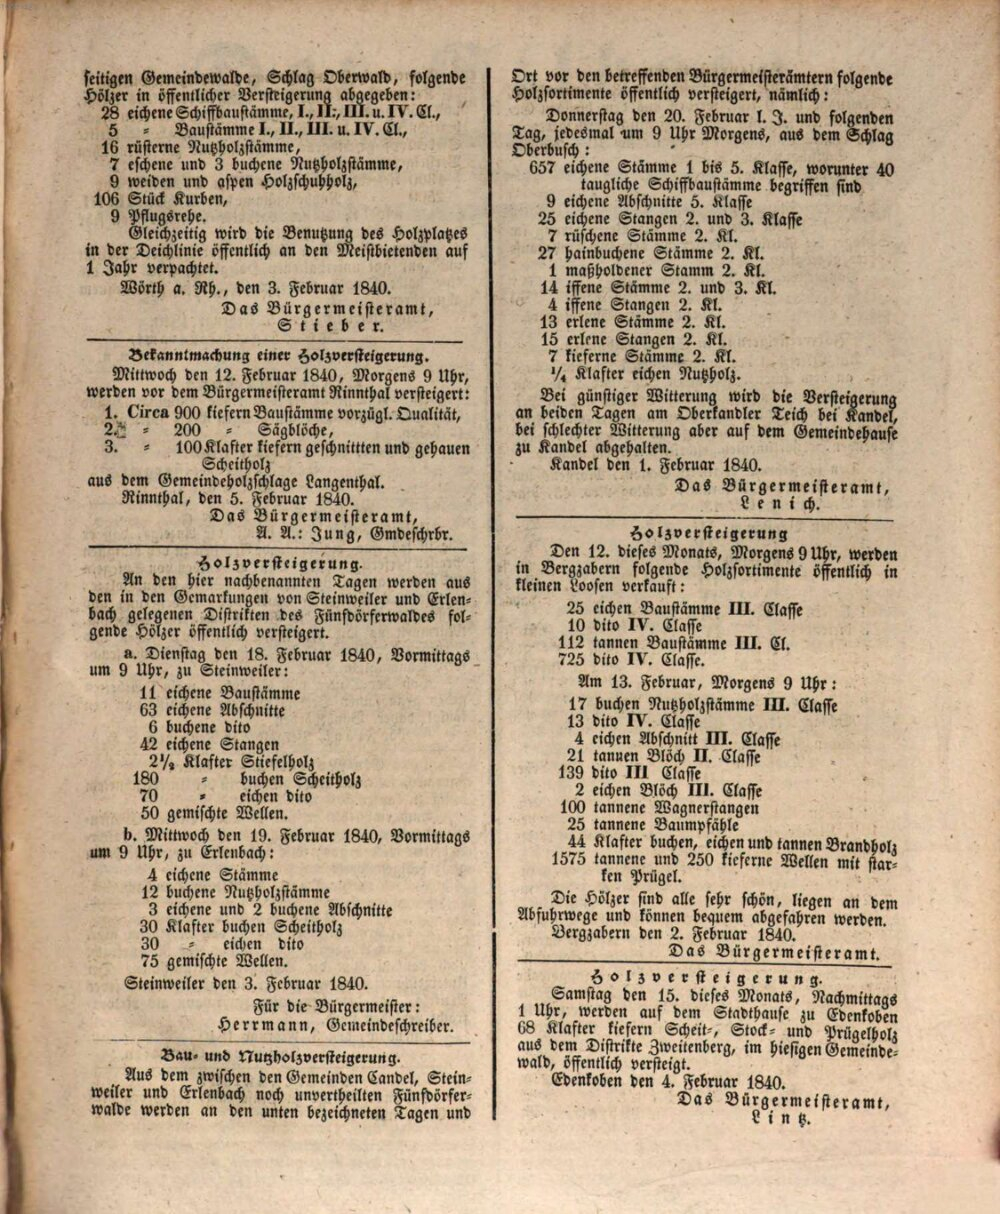 seitigen Gemeindewalde, Schlag Oberwald, folgende
Hölzer in öffentlicher Versteigerung abgegeben:
28 eichene Schiffbaustämme, I., II., III. u. IV. Cl.,
5 „ Baustämme I., II., III. u. IV. Cl.,
16 rüsterne Nutzholzstämme,
7 eschene und 3 buchene Nutzholzstämme,
9 weiden und aspen Holzschuhholz,
106 Stück Kurben,
9 Pflugsrehe.
Gleichzeitig wird die Benutzung des Holzplatzes
in der Deichlinie öffentlich an den Meistbietenden auf
1 Jahr verpachtet.
Wörth a. Rh., den 3. Februar 1840.
Das Bürgermeisteramt,
Stieber.
Bekanntmachung einer Holzversteigerung.
Mittwoch den 12. Februar 1840, Morgens 9 Uhr,
werden vor dem Bürgermeisteramt Rinnthal versteigert:
1. Circa 900 kiefern Baustämme vorzügl. Qualität,
2. „ 200 „ Sägblöche,
3. „ 100 Klafter kiefern geschnittten und gehauen
Scheitholz
aus dem Gemeindeholzschlage Langenthal.
Rinnthal, den 5. Februar 1840.
Das Bürgermeisteramt,
A. A.: Jung, Gmdeschrbr.
Holzversteigerung.
An den hier nachbenannten Tagen werden aus
den in den Gemarkungen von Steinweiler und Erlen-
bach gelegenen Distrikten des Fünfdörferwaldes fol-
gende Hölzer öffentlich versteigert.
a. Dienstag den 18. Februar 1840, Vormittags
um 9 Uhr, zu Steinweiler:
11 eichene Baustämme
63 eichene Abschnitte
6 buchene dito
42 eichene Stangen
2½ Klafter Stiefelholz
180 „ buchen Scheitholz
70 „ eichen dito
50 gemischte Wellen.
b. Mittwoch den 19. Februar 1840, Vormittags
um 9 Uhr, zu Erlenbach:
4 eichene Stämme
12 buchene Nutzholzstämme
3 eichene und 2 buchene Abschnitte
30 Klafter buchen Scheitholz
30 „ eichen dito
75 gemischte Wellen.
Steinweiler den 3. Februar 1840.
Für die Bürgermeister:
Herrmann, Gemeindeschreiber.
Bau- und Nutzholzversteigerung.
Aus dem zwischen den Gemeinden Candel, Stein-
weiler und Erlenbach noch unvertheilten Fünfdörfer-
walde werden an den unten bezeichneten Tagen und
Ort vor den betreffenden Bürgermeisterämtern folgende
Holzsortimente öffentlich versteigert, nämlich:
Donnerstag den 20. Februar l. J. und folgenden
Tag, jedesmal um 9 Uhr Morgens, aus dem Schlag
Oberbusch:
657 eichene Stämme 1 bis 5. Klasse, worunter 40
taugliche Schiffbaustämme begriffen sind
9 eichene Abschnitte 5. Klasse
25 eichene Stangen 2. und 3. Klasse
7 rüschene Stämme 2. Kl.
27 hainbuchene Stämme 2. Kl.
1 maßholdener Stamm 2. Kl.
14 iffene Stämme 2. und 3. Kl.
4 iffene Stangen 2. Kl.
13 erlene Stämme 2. Kl.
15 erlene Stangen 2. Kl.
7 kieferne Stämme 2. Kl.
¼ Klafter eichen Nutzholz.
Bei günstiger Witterung wird die Versteigerung
an beiden Tagen am Oberkandler Teich bei Kandel,
bei schlechter Witterung aber auf dem Gemeindehause
zu Kandel abgehalten.
Kandel den 1. Februar 1840.
Das Bürgermeisteramt,
Lenich.
Holzversteigerung
Den 12. dieses Monats, Morgens 9 Uhr, werden
in Bergzabern folgende Holzsortimente öffentlich in
kleinen Loosen verkauft:
25 eichen Baustämme III. Classe
10 dito IV. Classe
112 tannen Baustämme III. Cl.
725 dito IV. Classe.
Am 13. Februar, Morgens 9 Uhr:
17 buchen Nutzholzstämme III. Classe
13 dito IV. Classe
4 eichen Abschnitt III. Classe
21 tannen Blöch II. Classe
139 dito III Classe
2 eichen Blöch III. Classe
100 tannene Wagnerstangen
25 tannene Baumpfähle
44 Klafter buchen, eichen und tannen Brandholz
1575 tannene und 250 kieferne Wellen mit star-
ken Prügel.
Die Hölzer sind alle sehr schön, liegen an dem
Abfuhrwege und können bequem abgefahren werden.
Bergzabern den 2. Februar 1840.
Das Bürgermeisteramt.
Holzversteigerung.
Samstag den 15. dieses Monats, Nachmittags
1 Uhr, werden auf dem Stadthause zu Edenkoben
68 Klafter kiefern Scheit-, Stock- und Prügelholz
aus dem Distrikte Zweitenberg, im hiesigen Gemeinde-
wald, öffentlich versteigt.
Edenkoben den 4. Februar 1840.
Das Bürgermeisteramt,
Lintz.